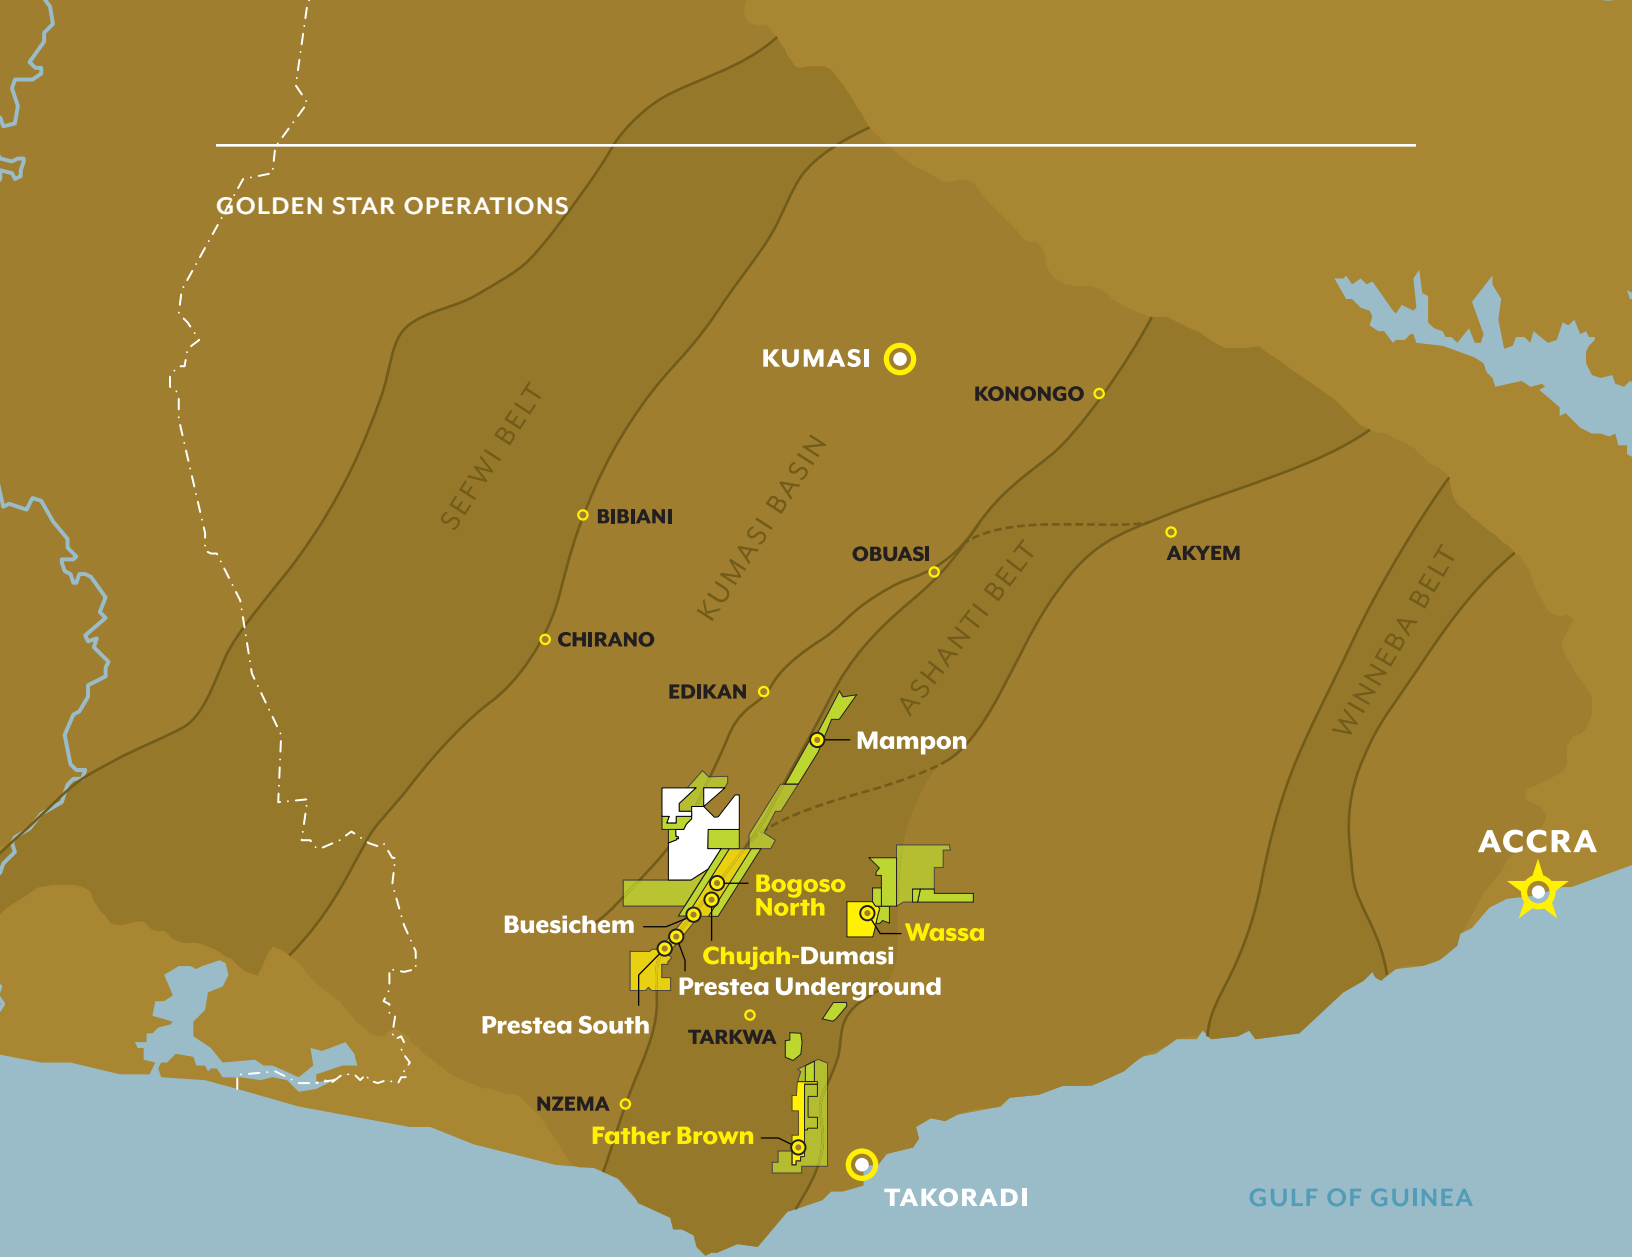 GOLDEN STAR OPERATIONS
KUMASI
KONONGO
SEFWI BELT
KUMASI BASIN
BIBIANI
OBUASI
AKYEM
ASHANTI BELT
WINNEBA BELT
CHIRANO
EDIKAN
Mampon
ACCRA
Bogoso
North
Buesichem
Wassa
Chujah-Dumasi
Prestea Underground
Prestea South
TARKWA
NZEMA
Father Brown
TAKORADI
GULF OF GUINEA